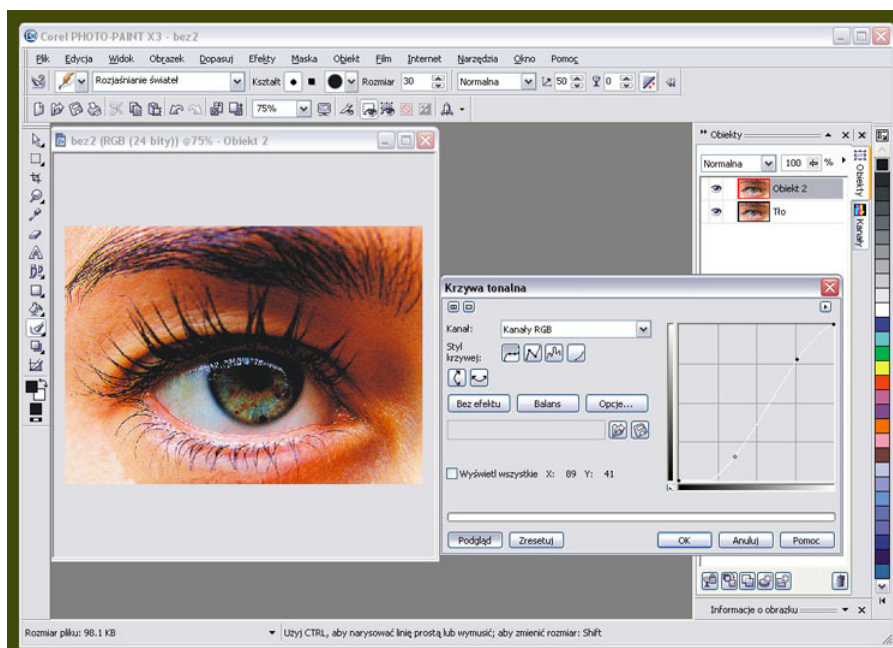 Corel PHOTO-PAINT X3 - bez2
Plik Edycja Widok Obrazek Dopasuj Efekty Maska Obiekt Film Internet Narzędzia Okno Pomoc
Rozjaśnianie świateł Kształt Rozmiar 30 Normalna 50 0
75%
bez2 (RGB (24 bity)) @75% - Obiekt 2
Obiekty
Normalna 100 %
Obiekt 2
Tło
Obiekty
Kanały
Krzywa tonalna
Kanał: Kanały RGB
Styl
krzywej:
Bez efektu Balans Opcje...
Wyświetl wszystkie X: 89 Y: 41
Podgląd Zresetuj OK Anuluj Pomoc
Informacje o obrazku
Rozmiar pliku: 98.1 KB Użyj CTRL, aby narysować linię prostą lub wymusić; aby zmienić rozmiar: Shift